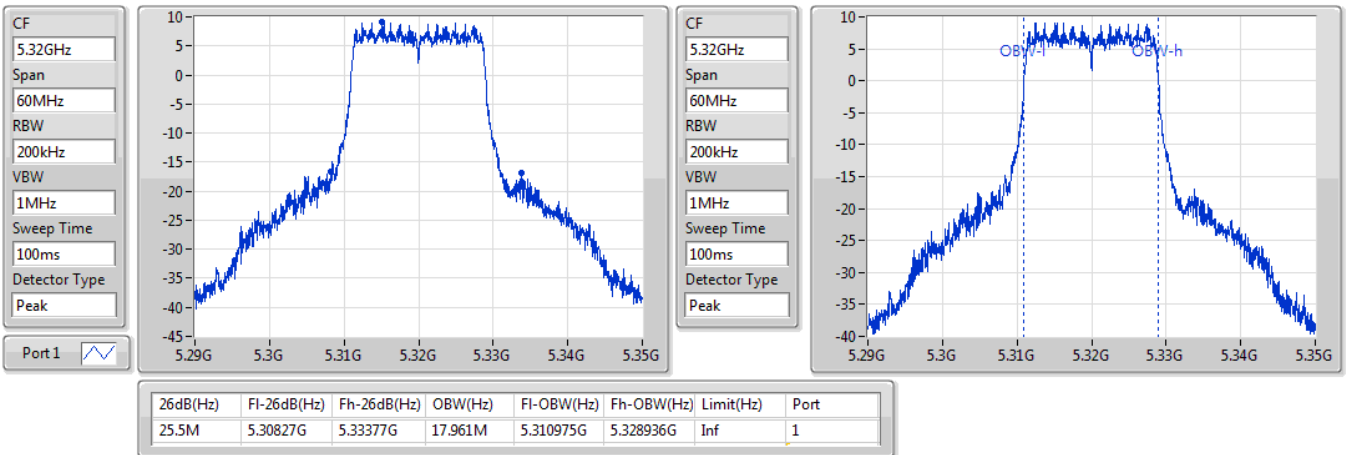 CF
5.32GHz
Span
60MHz
RBW
200kHz
VBW
1MHz
Sweep Time
100ms
Detector Type
Peak
Port 1
10
5
0
-5
-10
-15
-20
-25
-30
-35
-40
-45
5.29G 5.3G 5.31G 5.32G 5.33G 5.34G 5.35G
CF
5.32GHz
Span
60MHz
RBW
200kHz
VBW
1MHz
Sweep Time
100ms
Detector Type
Peak
10
5
0
-5
-10
-15
-20
-25
-30
-35
-40
OBW-l OBW-h
5.29G 5.3G 5.31G 5.32G 5.33G 5.34G 5.35G
26dB(Hz) Fl-26dB(Hz) Fh-26dB(Hz) OBW(Hz) Fl-OBW(Hz) Fh-OBW(Hz) Limit(Hz) Port
25.5M 5.30827G 5.33377G 17.961M 5.310975G 5.328936G Inf 1